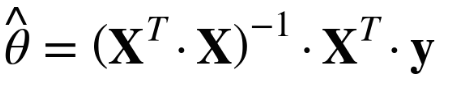 θ̂ = (𝐗ᵀ · 𝐗)⁻¹ · 𝐗ᵀ · 𝐲